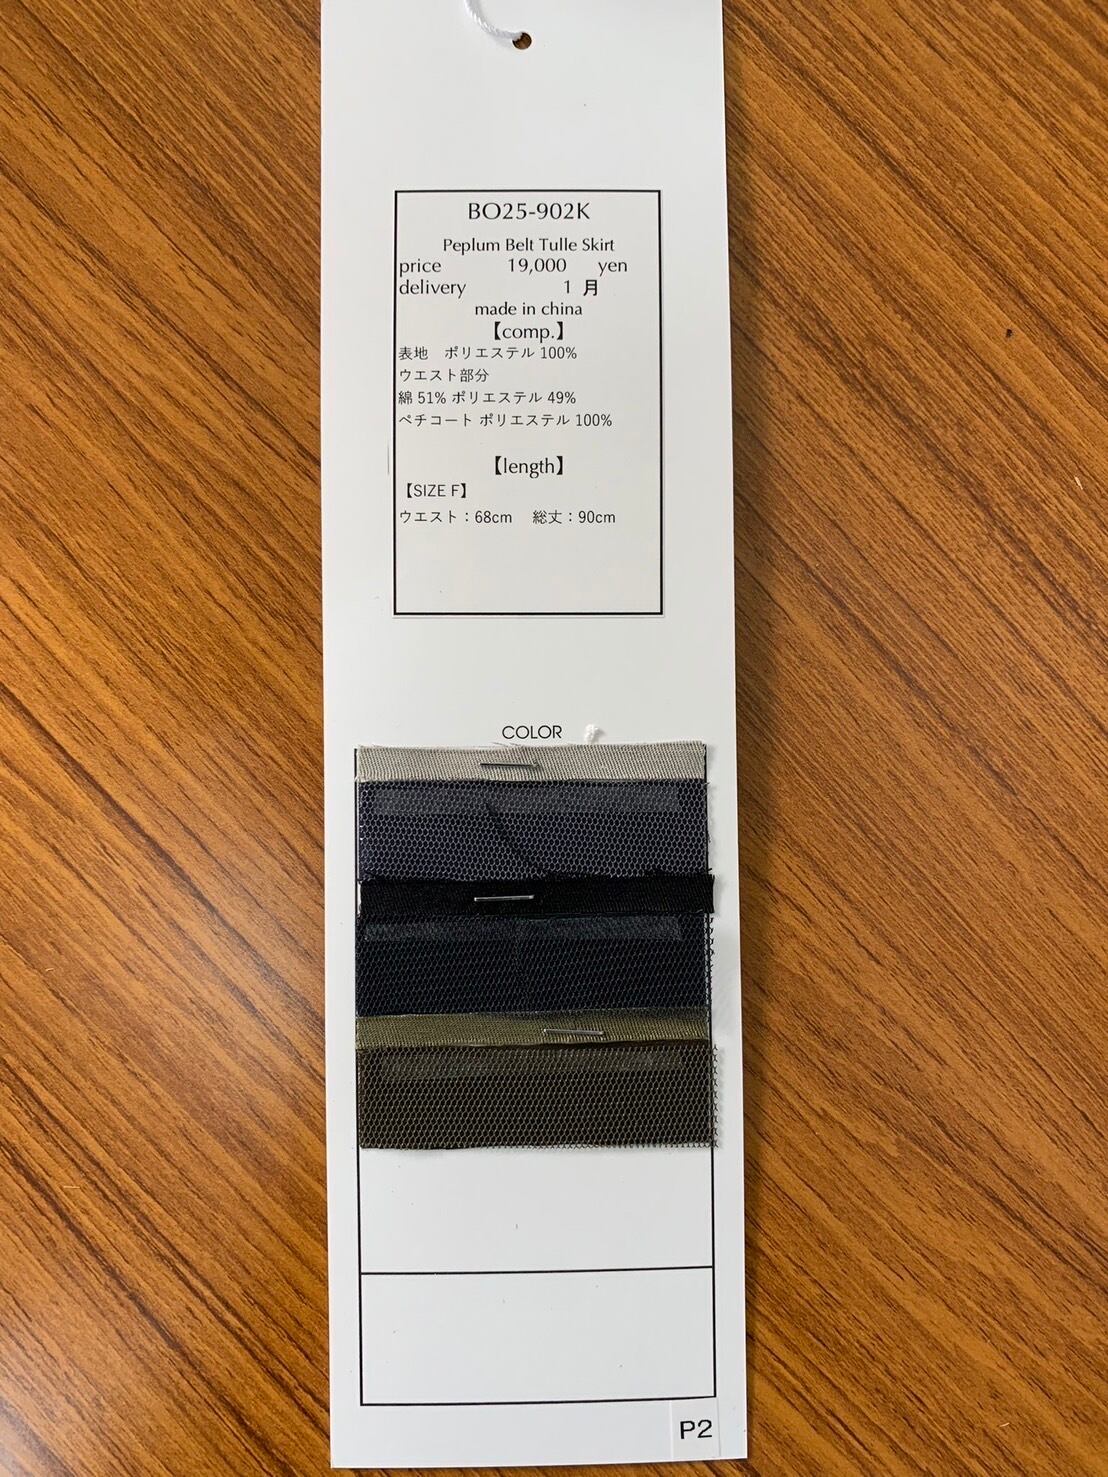 BO25-902K
Peplum Belt Tulle Skirt
price 19,000 yen
delivery 1 月
made in china
【comp.】
表地 ポリエステル 100%
ウエスト部分
綿 51% ポリエステル 49%
ペチコート ポリエステル 100%
【length】
【SIZE F】
ウエスト：68cm 総丈：90cm
COLOR
P2